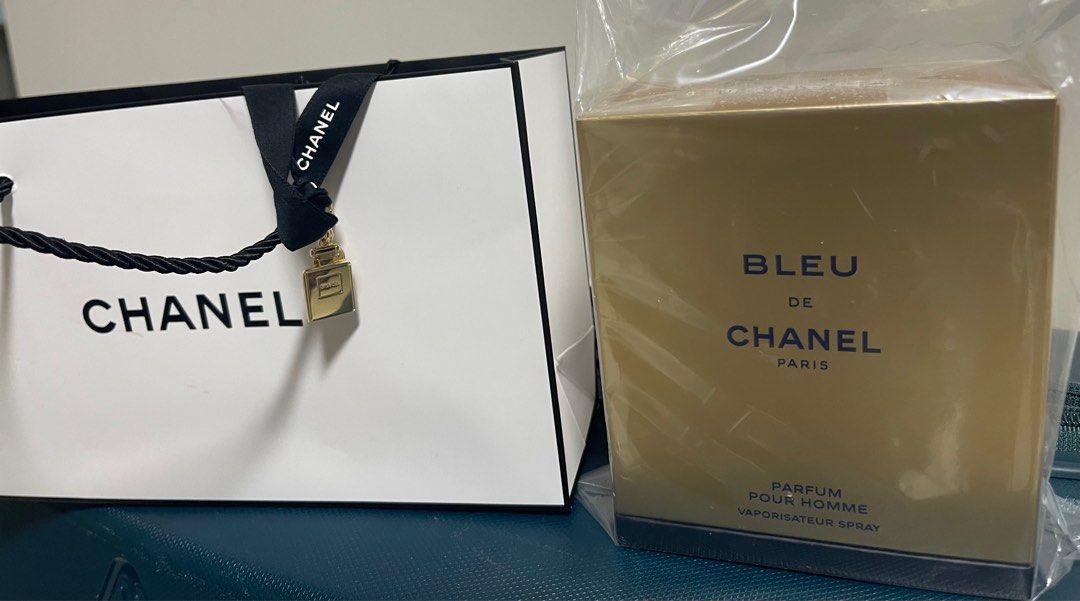 CHANEL
CHANEL
BLEU
DE
CHANEL
PARIS
PARFUM
POUR HOMME
VAPORISATEUR SPRAY